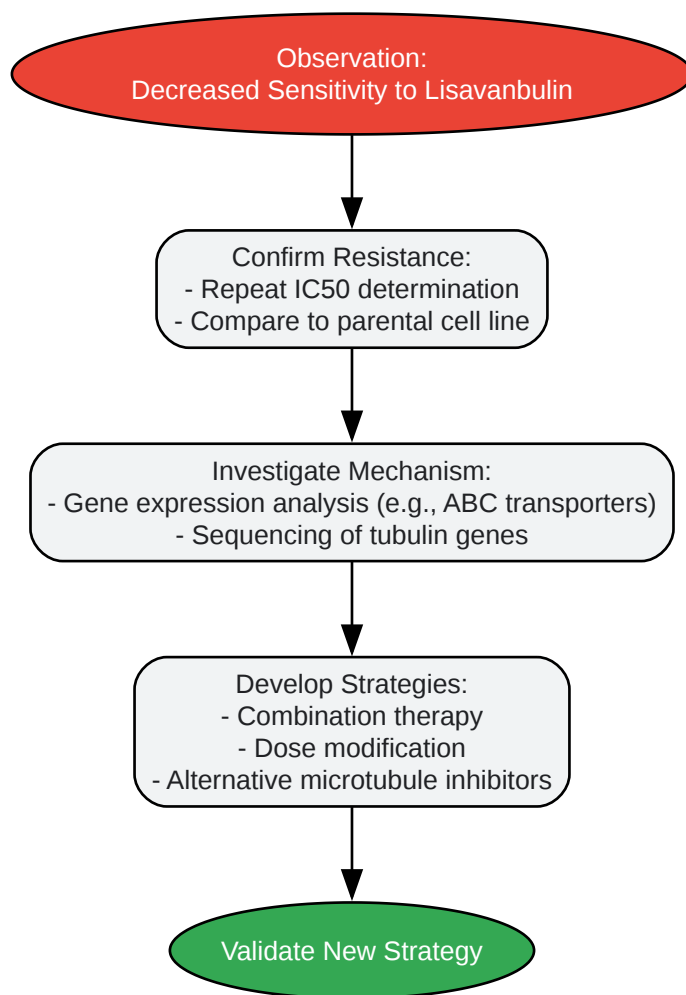 Observation:
Decreased Sensitivity to Lisavanbulin
Confirm Resistance:
- Repeat IC50 determination
- Compare to parental cell line
Investigate Mechanism:
- Gene expression analysis (e.g., ABC transporters)
- Sequencing of tubulin genes
Develop Strategies:
- Combination therapy
- Dose modification
- Alternative microtubule inhibitors
Validate New Strategy